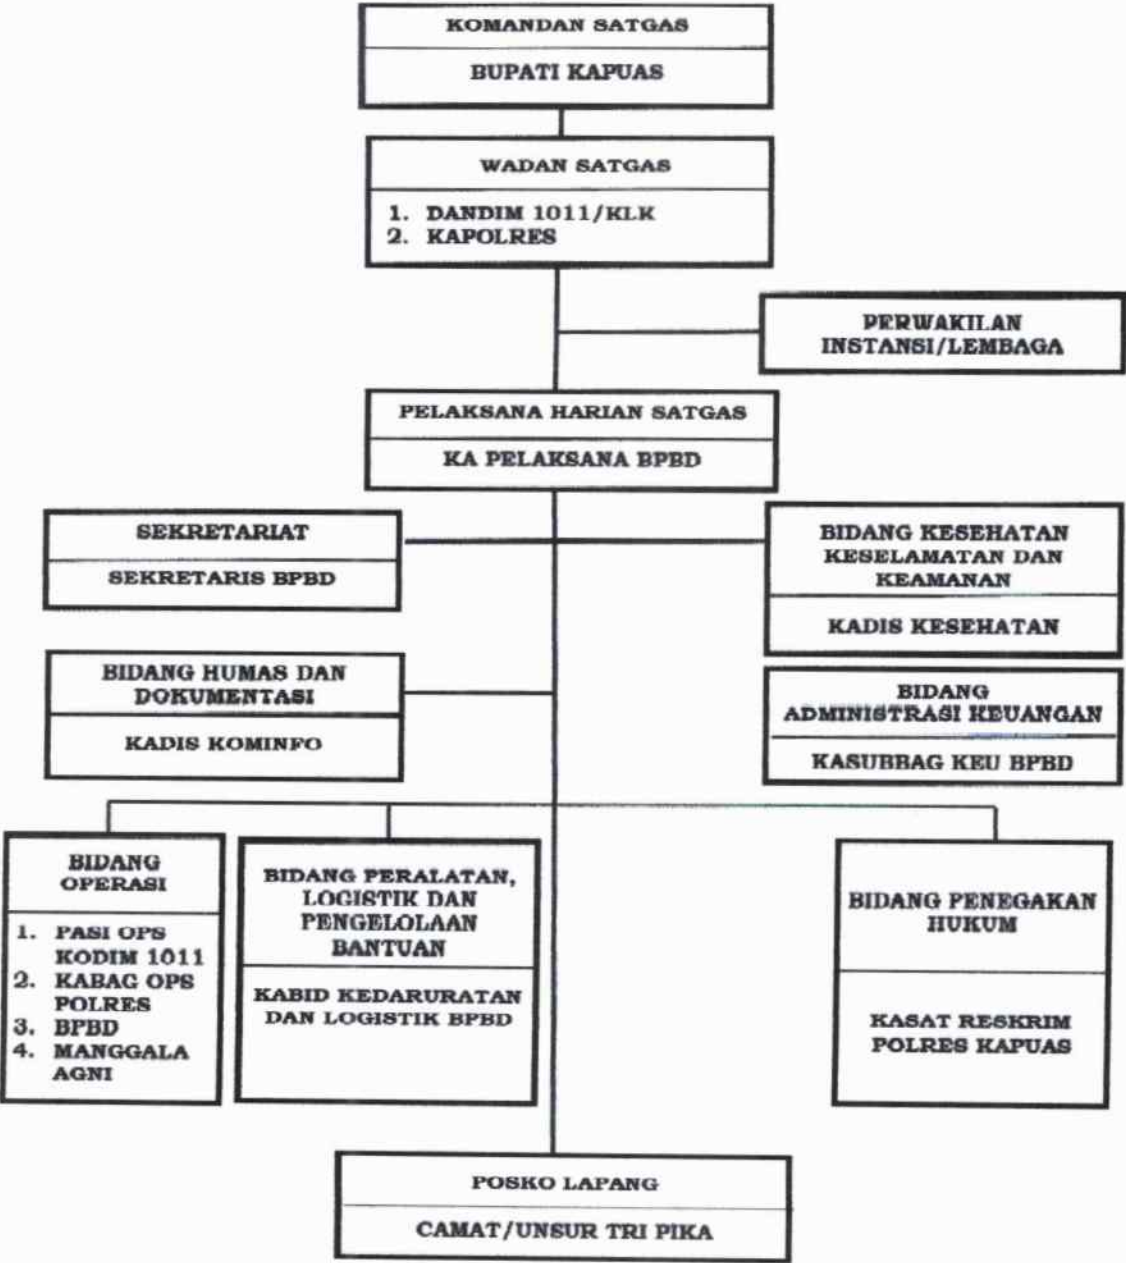 KOMANDAN SATGAS
BUPATI KAPUAS
WADAN SATGAS
1. DANDIM 1011/KLK
2. KAPOLRES
PERWAKILAN
INSTANSI/LEMBAGA
PELAKSANA HARIAN SATGAS
KA PELAKSANA BPBD
SEKRETARIAT
SEKRETARIS BPBD
BIDANG KESEHATAN
KESELAMATAN DAN
KEAMANAN
KADIS KESEHATAN
BIDANG HUMAS DAN
DOKUMENTASI
KADIS KOMINFO
BIDANG
ADMINISTRASI KEUANGAN
KASUBBAG KEU BPBD
BIDANG
OPERASI
1. PASI OPS
KODIM 1011
2. KABAG OPS
POLRES
3. BPBD
4. MANGGALA
AGNI
BIDANG PERALATAN,
LOGISTIK DAN
PENGELOLAAN
BANTUAN
KABID KEDARURATAN
DAN LOGISTIK BPBD
BIDANG PENEGAKAN
HUKUM
KASAT RESKRIM
POLRES KAPUAS
POSKO LAPANG
CAMAT/UNSUR TRI PIKA